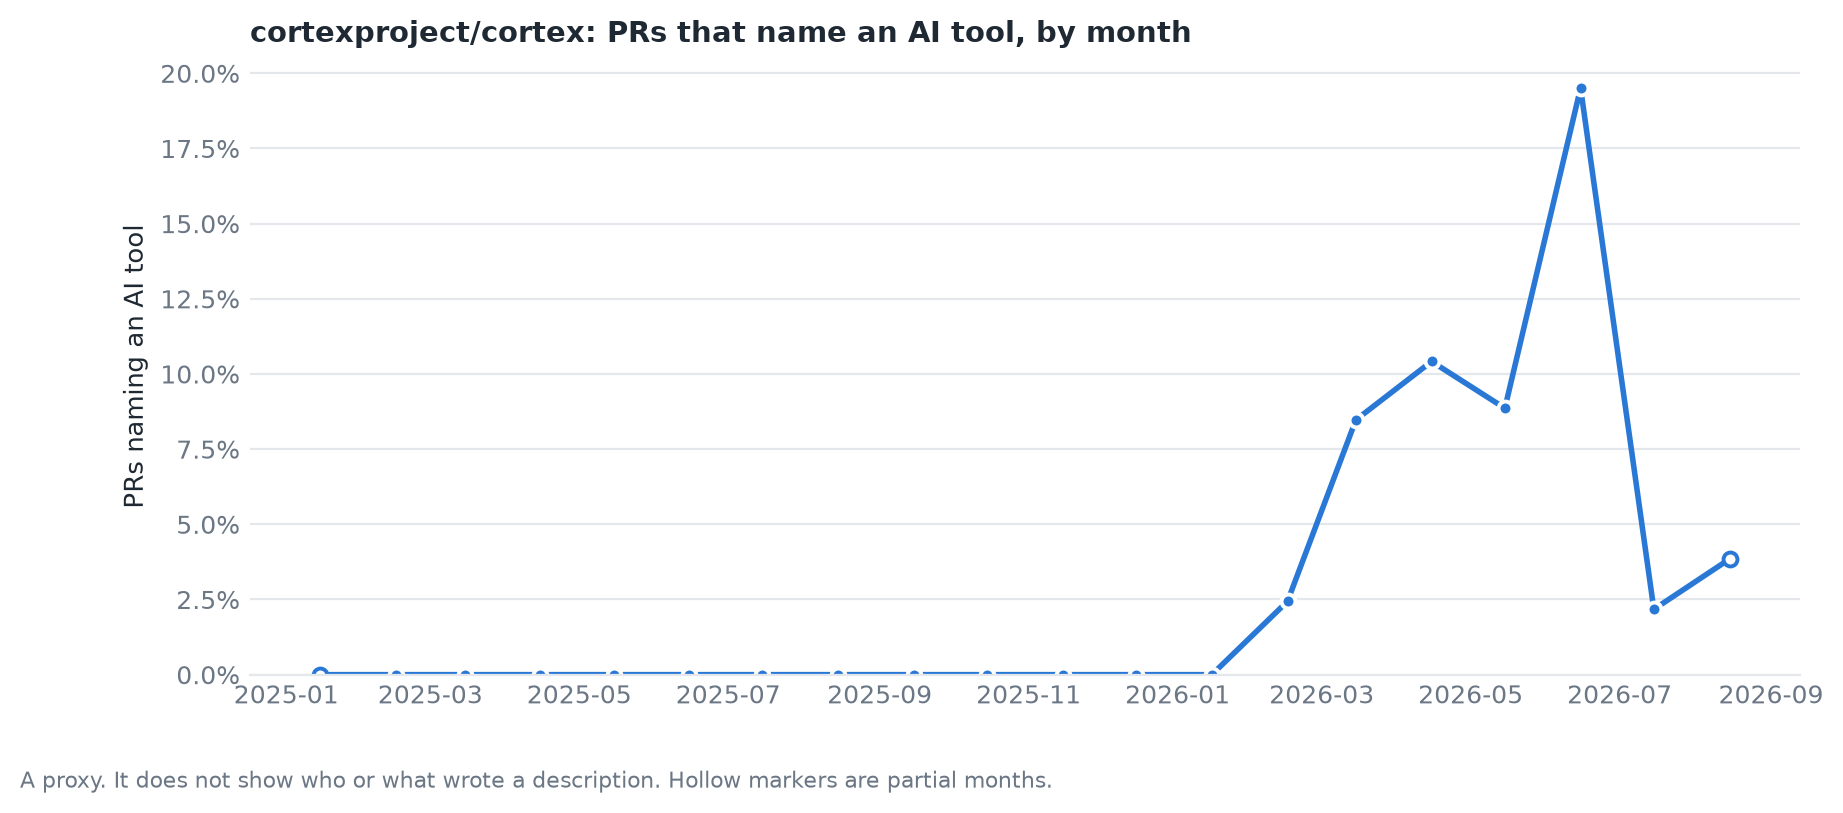 cortexproject/cortex: PRs that name an AI tool, by month
PRs naming an AI tool
20.0%
17.5%
15.0%
12.5%
10.0%
7.5%
5.0%
2.5%
0.0%
2025-01 2025-03 2025-05 2025-07 2025-09 2025-11 2026-01 2026-03 2026-05 2026-07 2026-09
A proxy. It does not show who or what wrote a description. Hollow markers are partial months.